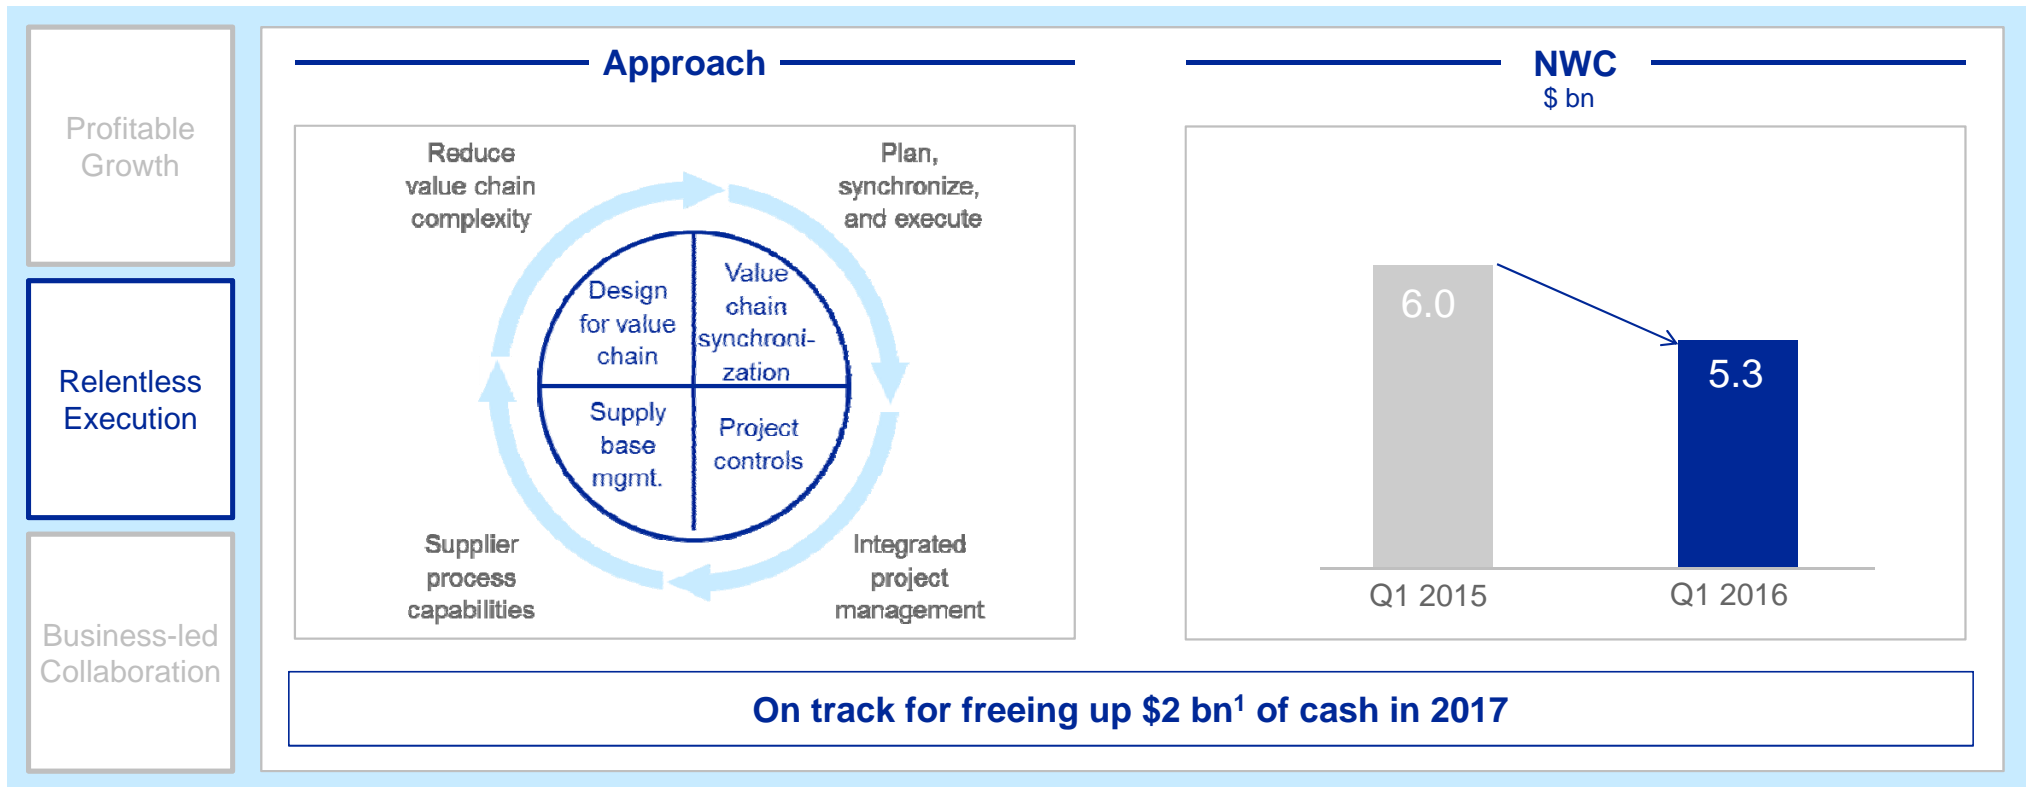 Profitable
Growth
Relentless
Execution
Business-led
Collaboration
Approach
Reduce
value chain
complexity
Plan,
synchronize,
and execute
Design
for value
chain
Value
chain
synchroni-
zation
Supply
base
mgmt.
Project
controls
Supplier
process
capabilities
Integrated
project
management
NWC
$ bn
6.0
5.3
Q1 2015
Q1 2016
On track for freeing up $2 bn¹ of cash in 2017